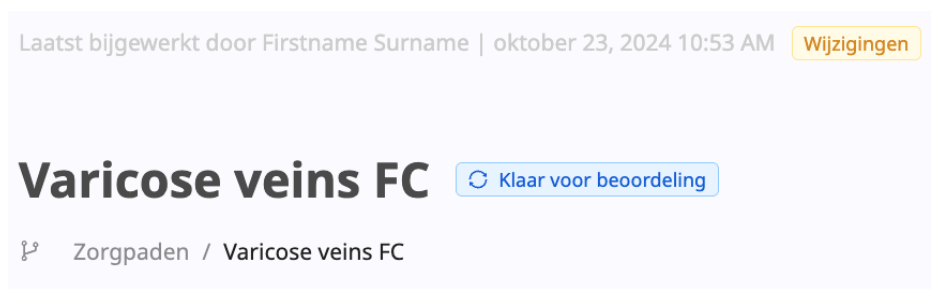 Laatst bijgewerkt door Firstname Surname | oktober 23, 2024 10:53 AM Wijzigingen
Varicose veins FC Klaar voor beoordeling
Zorgpaden / Varicose veins FC